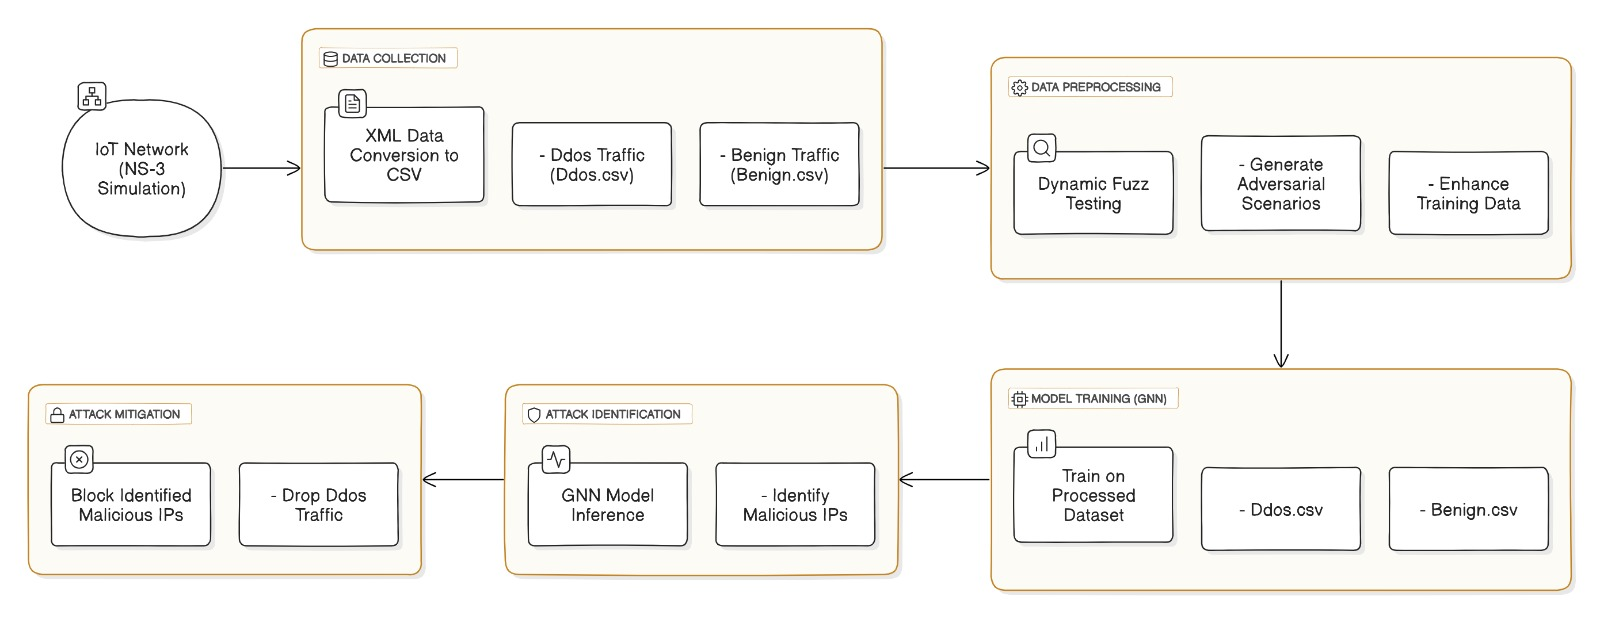 IoT Network
(NS-3
Simulation)
DATA COLLECTION
XML Data
Conversion to
CSV
- Ddos Traffic
(Ddos.csv)
- Benign Traffic
(Benign.csv)
DATA PREPROCESSING
Dynamic Fuzz
Testing
- Generate
Adversarial
Scenarios
- Enhance
Training Data
MODEL TRAINING (GNN)
Train on
Processed
Dataset
- Ddos.csv
- Benign.csv
ATTACK IDENTIFICATION
GNN Model
Inference
- Identify
Malicious IPs
ATTACK MITIGATION
Block Identified
Malicious IPs
- Drop Ddos
Traffic